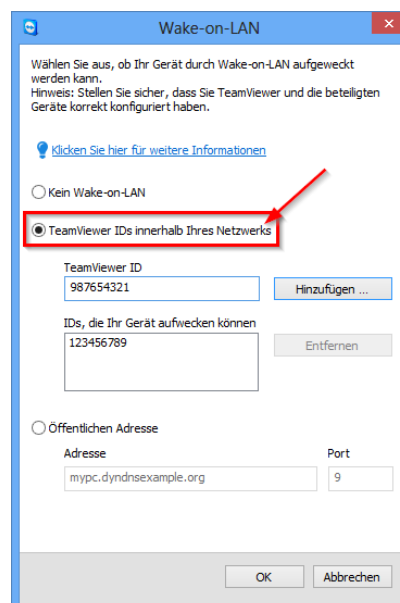 Wake-on-LAN
Wählen Sie aus, ob Ihr Gerät durch Wake-on-LAN aufgeweckt
werden kann.
Hinweis: Stellen Sie sicher, dass Sie TeamViewer und die beteiligten
Geräte korrekt konfiguriert haben.
Klicken Sie hier für weitere Informationen
Kein Wake-on-LAN
TeamViewer IDs innerhalb Ihres Netzwerks
TeamViewer ID
987654321
Hinzufügen ...
IDs, die Ihr Gerät aufwecken können
123456789
Entfernen
Öffentlichen Adresse
Adresse Port
mypc.dyndnsexample.org 9
OK Abbrechen